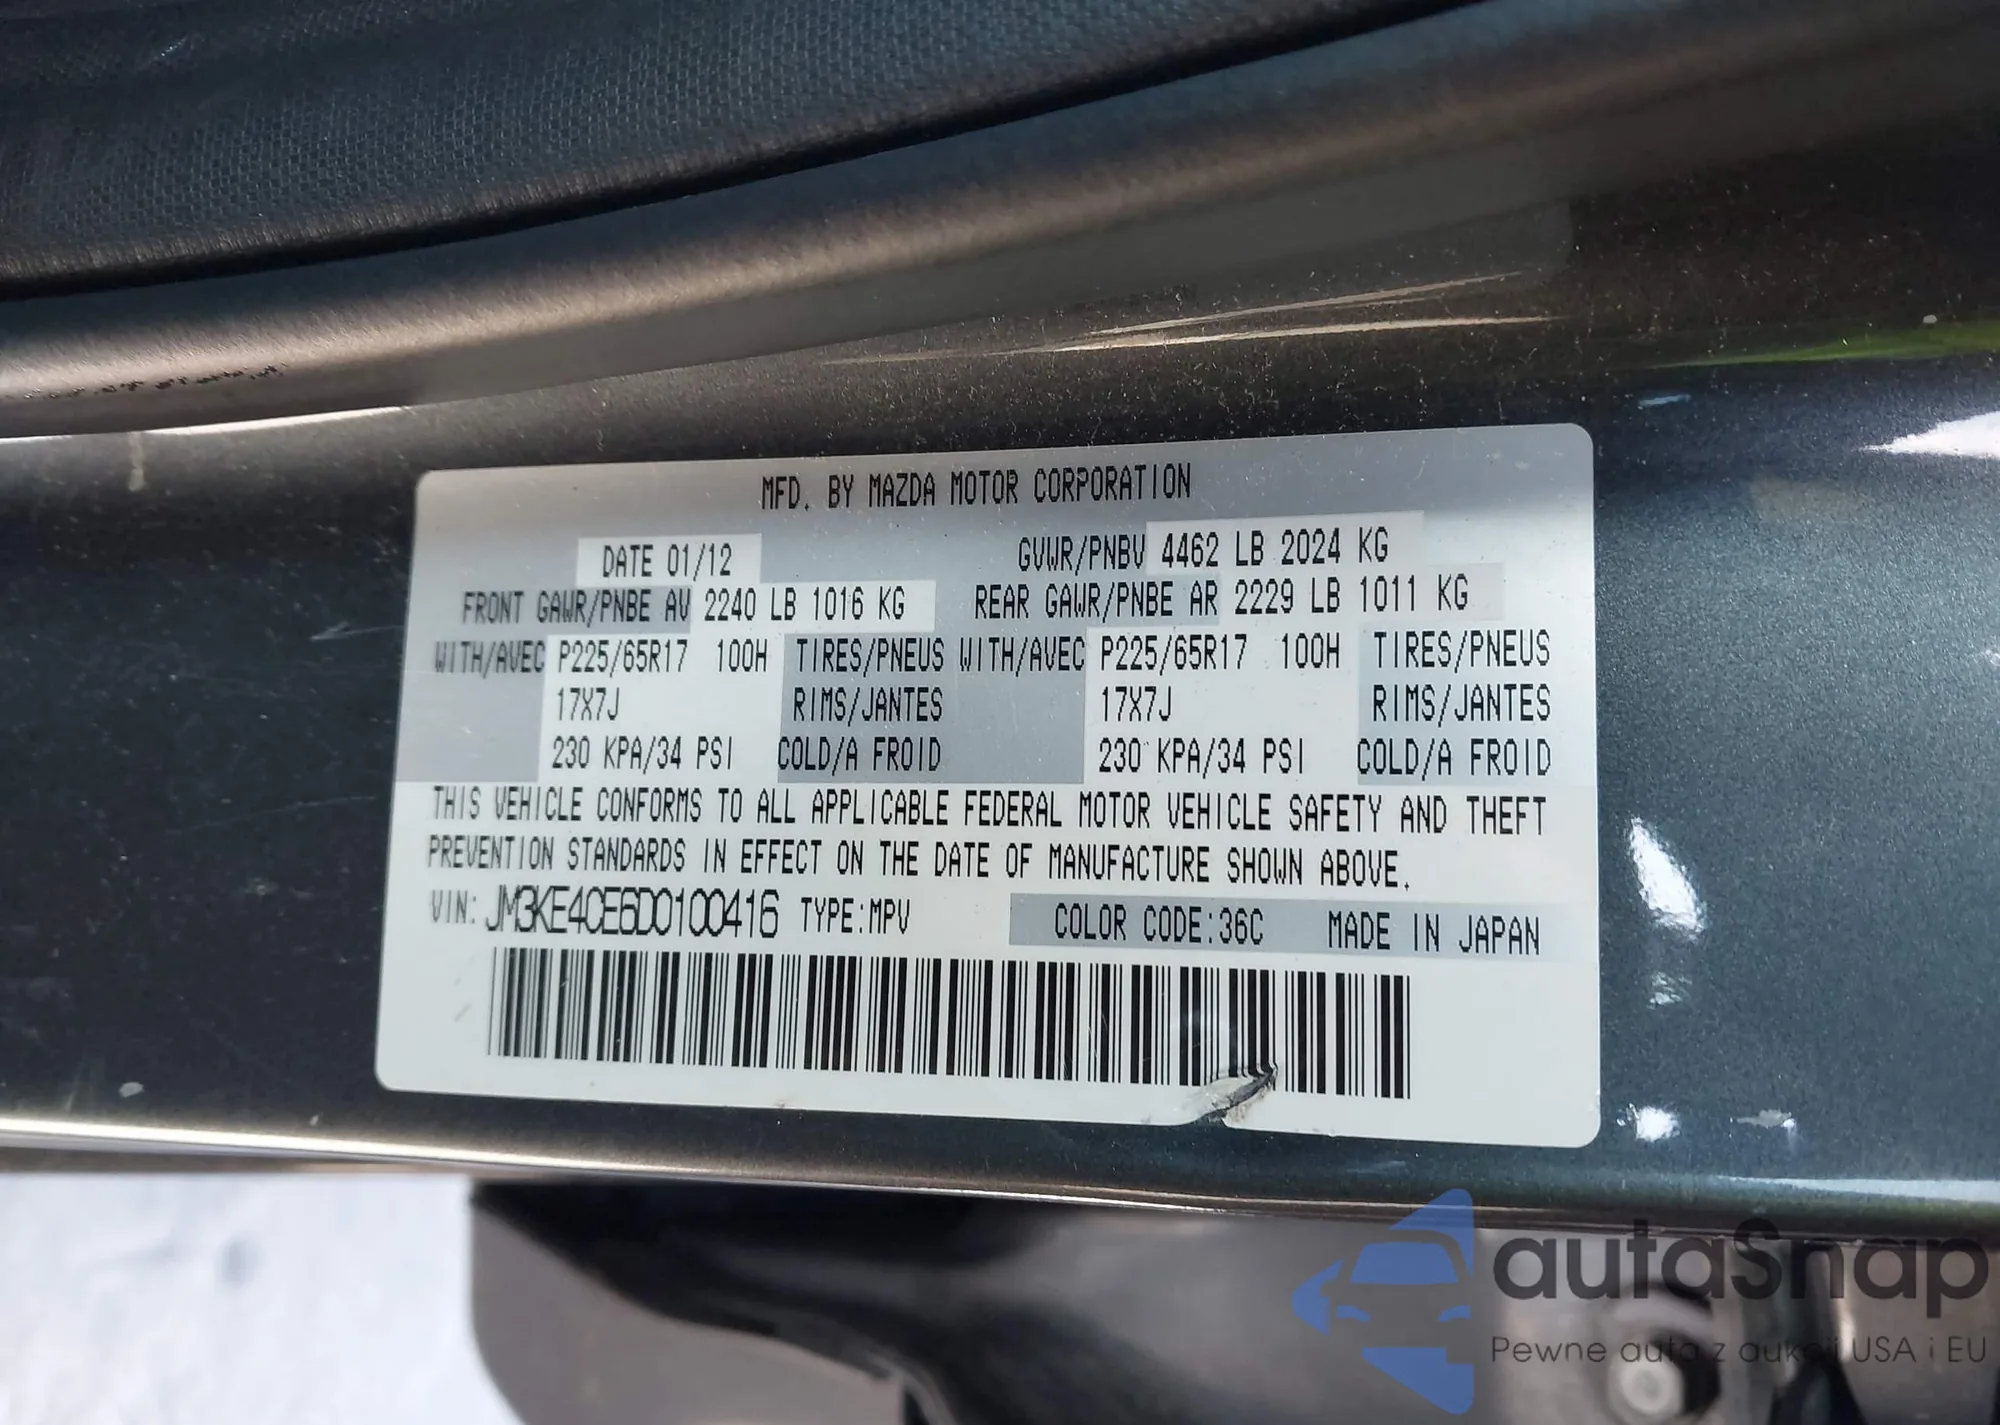 MFD. BY MAZDA MOTOR CORPORATION
DATE 01/12 GVWR/PNBV 4462 LB 2024 KG
FRONT GAWR/PNBE AV 2240 LB 1016 KG REAR GAWR/PNBE AR 2229 LB 1011 KG
WITH/AVEC P225/65R17 100H TIRES/PNEUS WITH/AVEC P225/65R17 100H TIRES/PNEUS
17X7J RIMS/JANTES 17X7J RIMS/JANTES
230 KPA/34 PSI COLD/A FROID 230 KPA/34 PSI COLD/A FROID
THIS VEHICLE CONFORMS TO ALL APPLICABLE FEDERAL MOTOR VEHICLE SAFETY AND THEFT
PREVENTION STANDARDS IN EFFECT ON THE DATE OF MANUFACTURE SHOWN ABOVE.
VIN: JM3KE4CE6D0100416 TYPE:MPV COLOR CODE:36C MADE IN JAPAN
autaSnap
Pewne auto z aukcji USA i EU